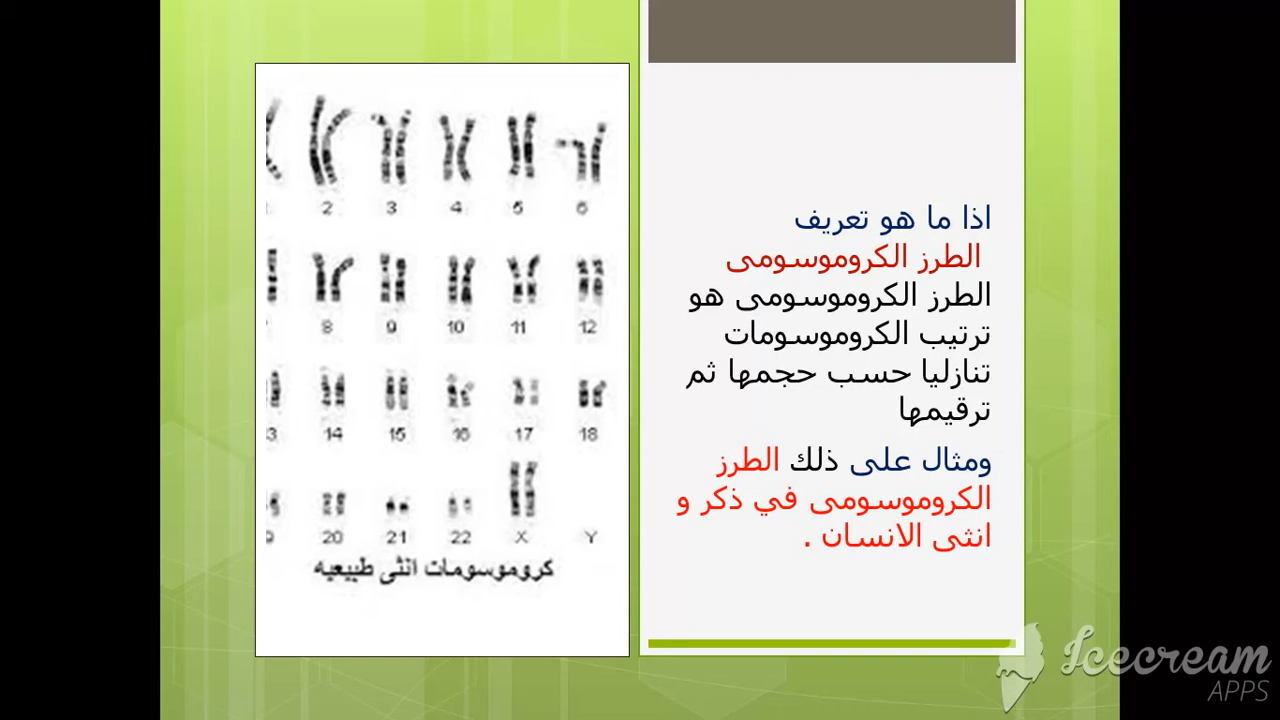 اذا ما هو تعريف
الطرز الكروموسومى
الطرز الكروموسومى هو
ترتيب الكروموسومات
تنازليا حسب حجمها ثم
ترقيمها
ومثال على ذلك الطرز
الكروموسومى في ذكر و
انثى الانسان .
2 3 4 5 6
8 9 10 11 12
13 14 15 16 17 18
20 21 22 X Y
كروموسومات انثى طبيعيه
Icecream
APPS